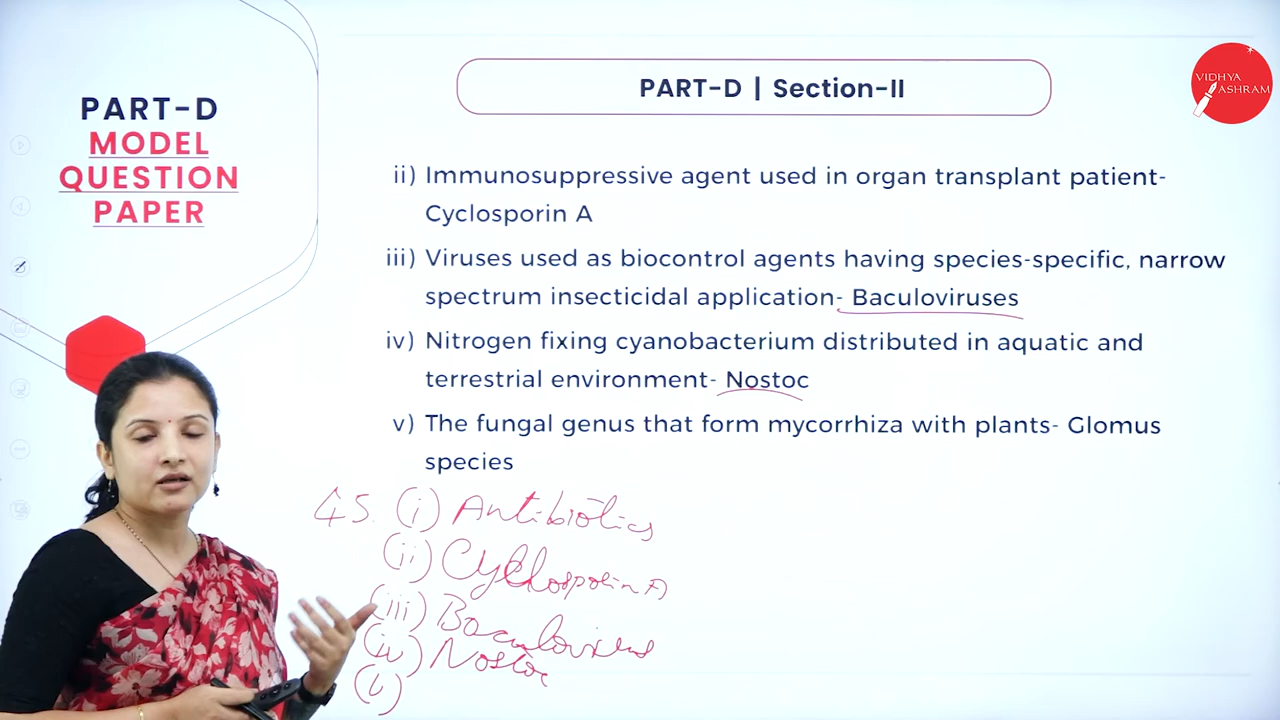 PART-D
MODEL
QUESTION
PAPER
PART-D | Section-II
VIDHYA
ASHRAM
ii) Immunosuppressive agent used in organ transplant patient-
Cyclosporin A
iii) Viruses used as biocontrol agents having species-specific, narrow
spectrum insecticidal application- Baculoviruses
iv) Nitrogen fixing cyanobacterium distributed in aquatic and
terrestrial environment- Nostoc
v) The fungal genus that form mycorrhiza with plants- Glomus
species
45. (i) Antibiotics
(ii) Cyclosporin A
(iii) Baculovirus
(iv) Nostoc
(v)